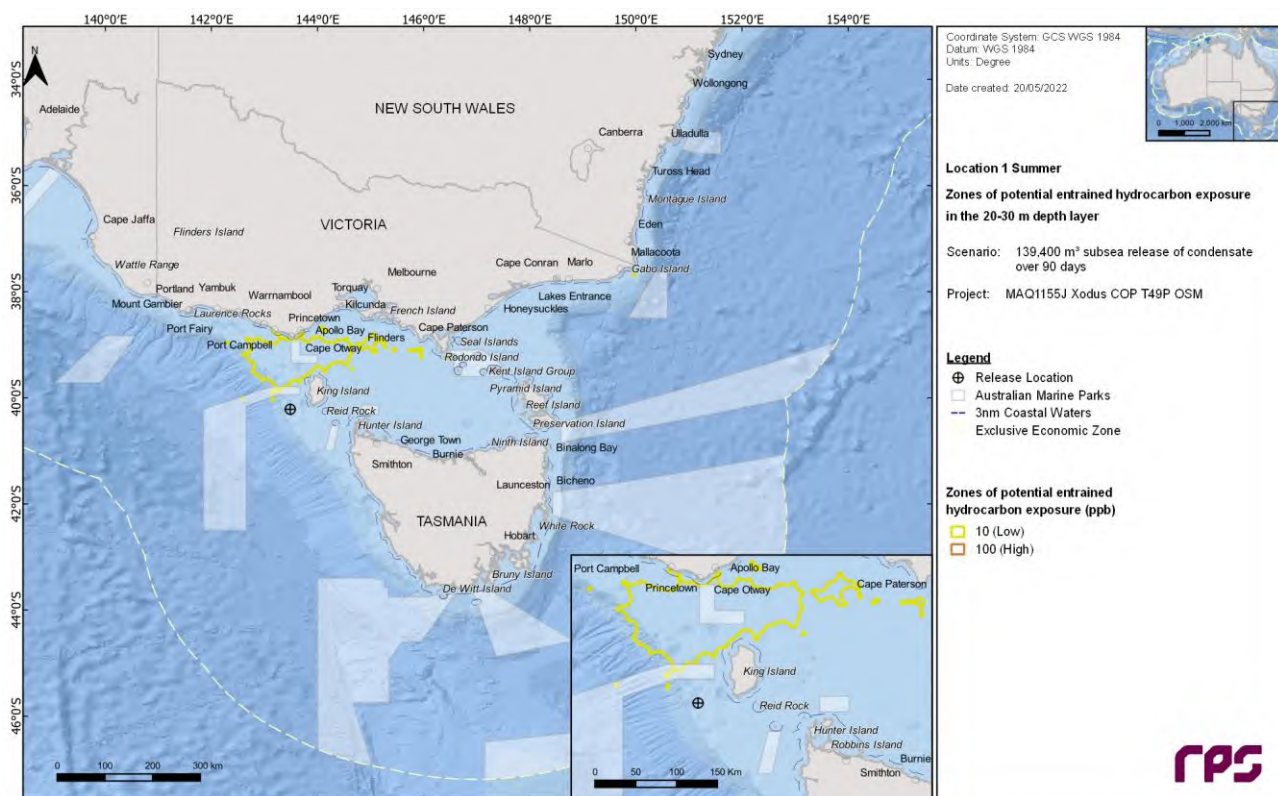 140°0'E 142°0'E 144°0'E 146°0'E 148°0'E 150°0'E 152°0'E 154°0'E
34°0'S
36°0'S
38°0'S
40°0'S
42°0'S
44°0'S
46°0'S
N
Sydney
Wollongong
Adelaide
NEW SOUTH WALES
Canberra
Ulladulla
Tuross Head
Montague Island
Cape Jaffa
Flinders Island
VICTORIA
Eden
Mallacoota
Gabo Island
Wattle Range
Melbourne
Cape Conran
Marlo
Portland
Yambuk
Torquay
Mount Gambier
Warrnambool
Kilcunda
Lakes Entrance
Laurence Rocks
Princetown
French Island
Honeysuckles
Port Fairy
Apollo Bay
Flinders
Cape Paterson
Seal Islands
Port Campbell
Cape Otway
Rodondo Island
Kent Island Group
King Island
Pyramid Island
Reid Rock
Reef Island
Hunter Island
Preservation Island
George Town
Ninth Island
Burnie
Binalong Bay
Smithton
Launceston
Bicheno
TASMANIA
White Rock
Hobart
Bruny Island
De Witt Island
0 100 200 300 km
Port Campbell
Apollo Bay
Princetown
Cape Otway
Cape Paterson
King Island
Reid Rock
Hunter Island
Robbins Island
Burnie
Smithton
0 50 100 150 Km
Coordinate System: GCS WGS 1984
Datum: WGS 1984
Units: Degree
Date created: 20/05/2022
0 1,000 2,000 km
Location 1 Summer
Zones of potential entrained hydrocarbon exposure
in the 20-30 m depth layer
Scenario: 139,400 m³ subsea release of condensate
over 90 days
Project: MAQ1155J Xodus COP T49P OSM
Legend
Release Location
Australian Marine Parks
3nm Coastal Waters
Exclusive Economic Zone
Zones of potential entrained
hydrocarbon exposure (ppb)
10 (Low)
100 (High)
rps